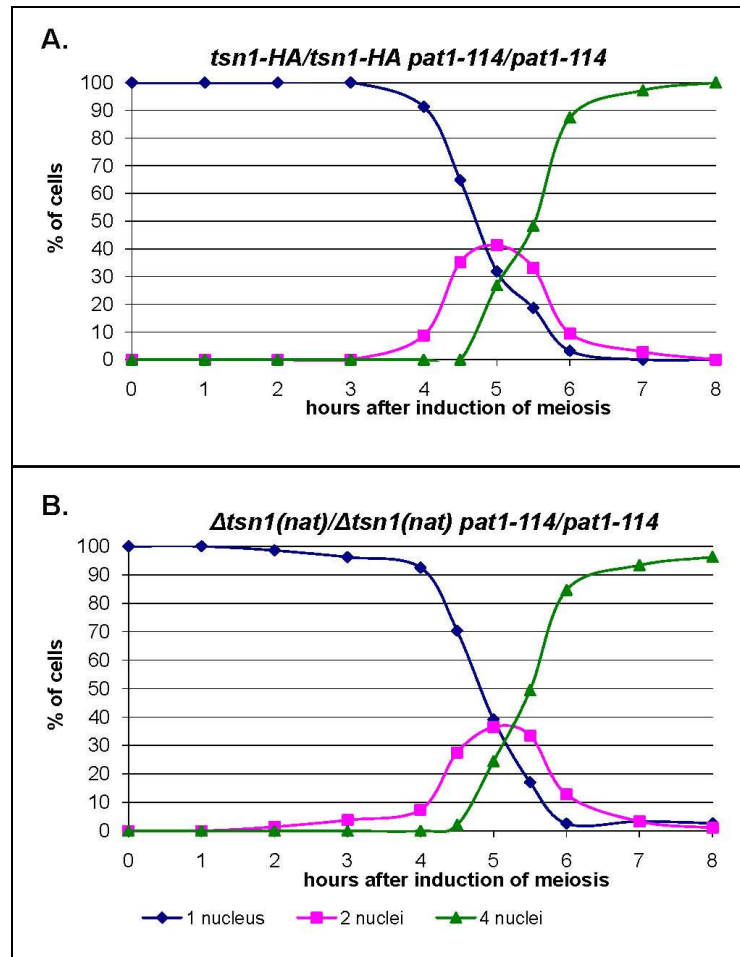 A.
tsn1-HA/tsn1-HA pat1-114/pat1-114
100
90
80
70
60
50
40
30
20
10
0
% of cells
0 1 2 3 4 5 6 7 8
hours after induction of meiosis
B.
Δtsn1(nat)/Δtsn1(nat) pat1-114/pat1-114
100
90
80
70
60
50
40
30
20
10
0
% of cells
0 1 2 3 4 5 6 7 8
hours after induction of meiosis
1 nucleus 2 nuclei 4 nuclei